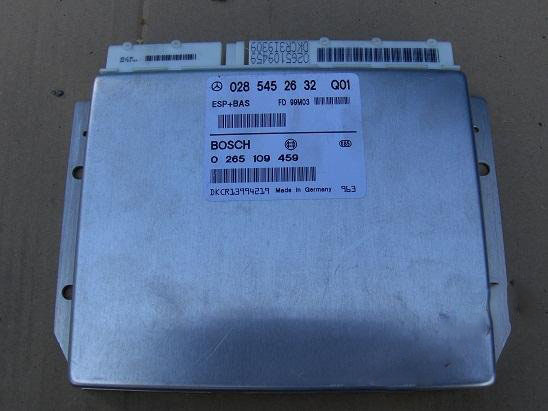 0265109459
DKCR3I9309
028 545 26 32 Q01
ESP+BAS FD 99M03
BOSCH
0 265 109 459
DKCR13994219 Made in Germany 963